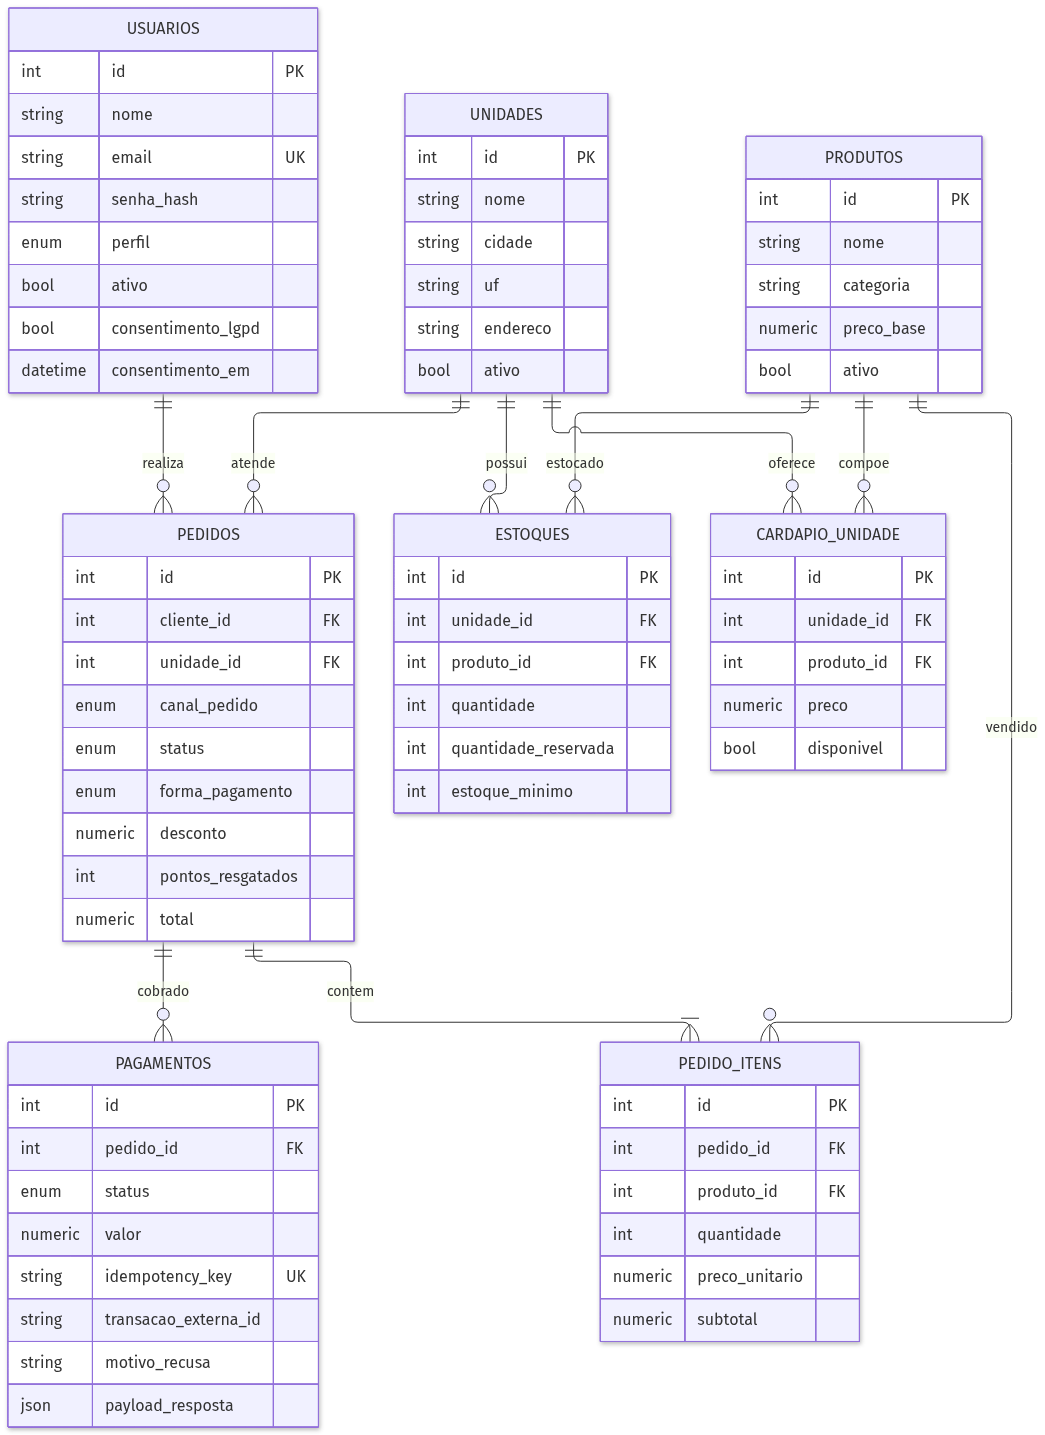 USUARIOS
int id PK
string nome
string email UK
string senha_hash
enum perfil
bool ativo
bool consentimento_lgpd
datetime consentimento_em
UNIDADES
int id PK
string nome
string cidade
string uf
string endereco
bool ativo
PRODUTOS
int id PK
string nome
string categoria
numeric preco_base
bool ativo
realiza
atende
possui
estocado
oferece
compoe
PEDIDOS
int id PK
int cliente_id FK
int unidade_id FK
enum canal_pedido
enum status
enum forma_pagamento
numeric desconto
int pontos_resgatados
numeric total
ESTOQUES
int id PK
int unidade_id FK
int produto_id FK
int quantidade
int quantidade_reservada
int estoque_minimo
CARDAPIO_UNIDADE
int id PK
int unidade_id FK
int produto_id FK
numeric preco
bool disponivel
vendido
cobrado
contem
PAGAMENTOS
int id PK
int pedido_id FK
enum status
numeric valor
string idempotency_key UK
string transacao_externa_id
string motivo_recusa
json payload_resposta
PEDIDO_ITENS
int id PK
int pedido_id FK
int produto_id FK
int quantidade
numeric preco_unitario
numeric subtotal